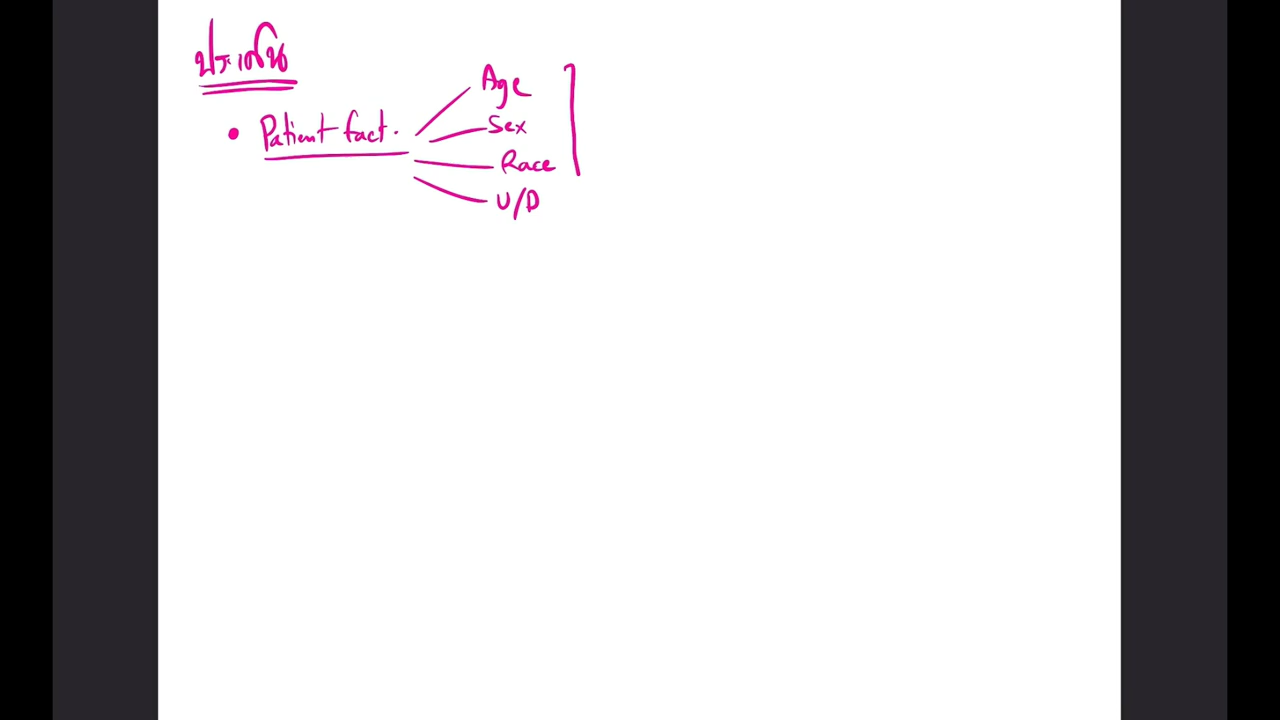 ประเมิน
• Patient fact.
Age
Sex
Race
U/D